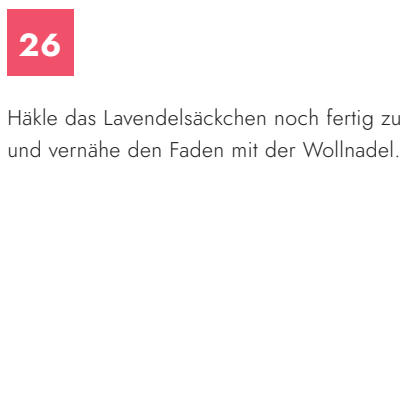 26
Häkle das Lavendelsäckchen noch fertig zu
und vernähe den Faden mit der Wollnadel.